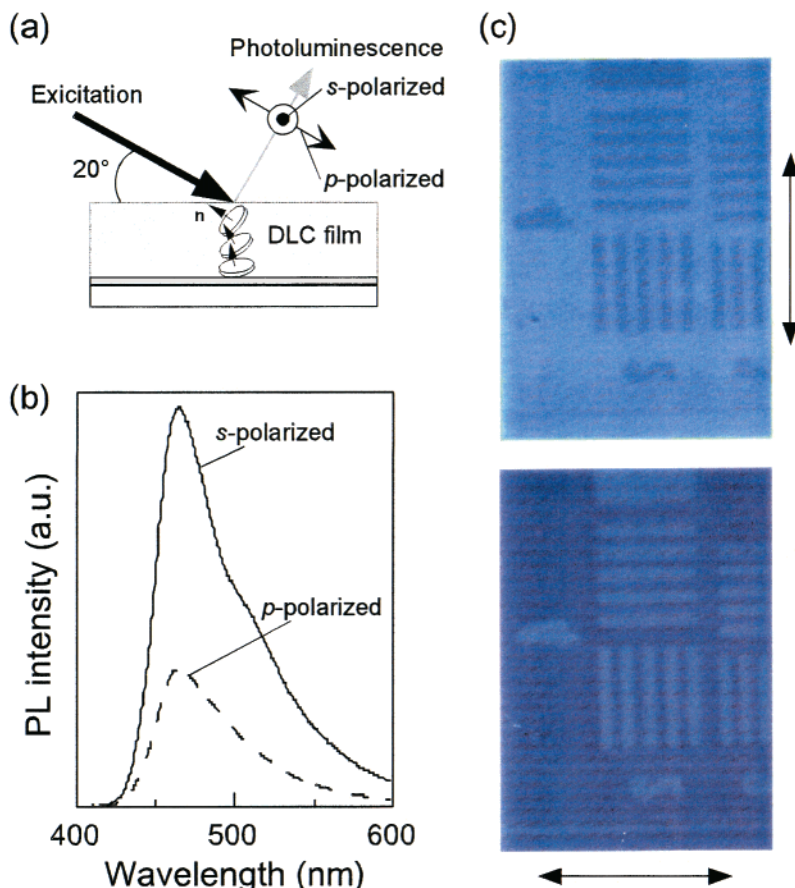 (a)
Photoluminescence
s-polarized
Exicitation
20°
p-polarized
n
DLC film
(b)
s-polarized
p-polarized
PL intensity (a.u.)
400 500 600
Wavelength (nm)
(c)